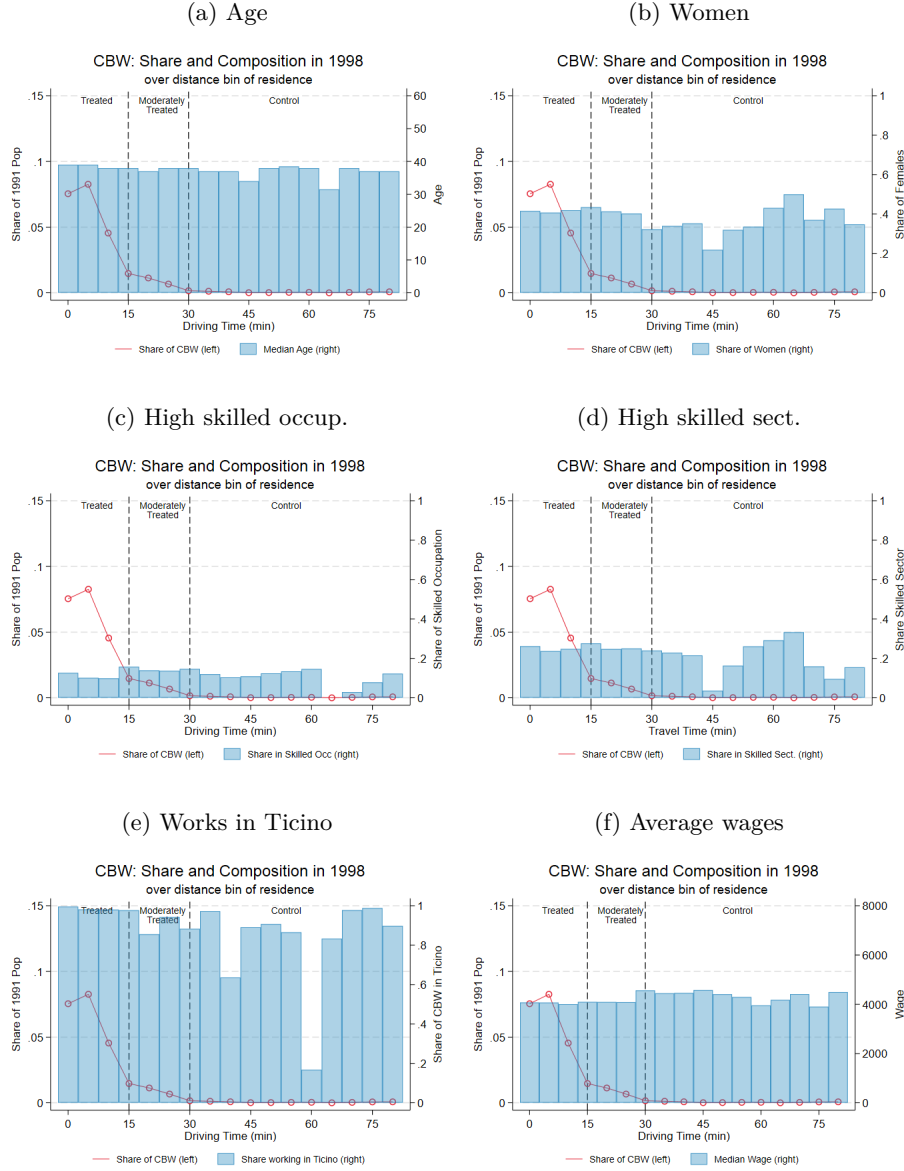 (a) Age
CBW: Share and Composition in 1998
over distance bin of residence
Treated
Moderately
Treated
Control
.15
.1
.05
0
Share of 1991 Pop
60
50
40
30
20
10
0
Age
0 15 30 45 60 75
Driving Time (min)
Share of CBW (left)
Median Age (right)
(b) Women
CBW: Share and Composition in 1998
over distance bin of residence
Treated
Moderately
Treated
Control
.15
.1
.05
0
Share of 1991 Pop
1
.8
.6
.4
.2
0
Share of Females
0 15 30 45 60 75
Driving Time (min)
Share of CBW (left)
Share of Women (right)
(c) High skilled occup.
CBW: Share and Composition in 1998
over distance bin of residence
Treated
Moderately
Treated
Control
.15
.1
.05
0
Share of 1991 Pop
1
.8
.6
.4
.2
0
Share of Skilled Occupation
0 15 30 45 60 75
Driving Time (min)
Share of CBW (left)
Share in Skilled Occ (right)
(d) High skilled sect.
CBW: Share and Composition in 1998
over distance bin of residence
Treated
Moderately
Treated
Control
.15
.1
.05
0
Share of 1991 Pop
1
.8
.6
.4
.2
0
Share Skilled Sector
0 15 30 45 60 75
Travel Time (min)
Share of CBW (left)
Share in Skilled Sect. (right)
(e) Works in Ticino
CBW: Share and Composition in 1998
over distance bin of residence
Treated
Moderately
Treated
Control
.15
.1
.05
0
Share of 1991 Pop
1
.8
.6
.4
.2
0
Share of CBW in Ticino
0 15 30 45 60 75
Driving Time (min)
Share of CBW (left)
Share working in Ticino (right)
(f) Average wages
CBW: Share and Composition in 1998
over distance bin of residence
Treated
Moderately
Treated
Control
.15
.1
.05
0
Share of 1991 Pop
8000
6000
4000
2000
0
Wage
0 15 30 45 60 75
Driving Time (min)
Share of CBW (left)
Median Wage (right)